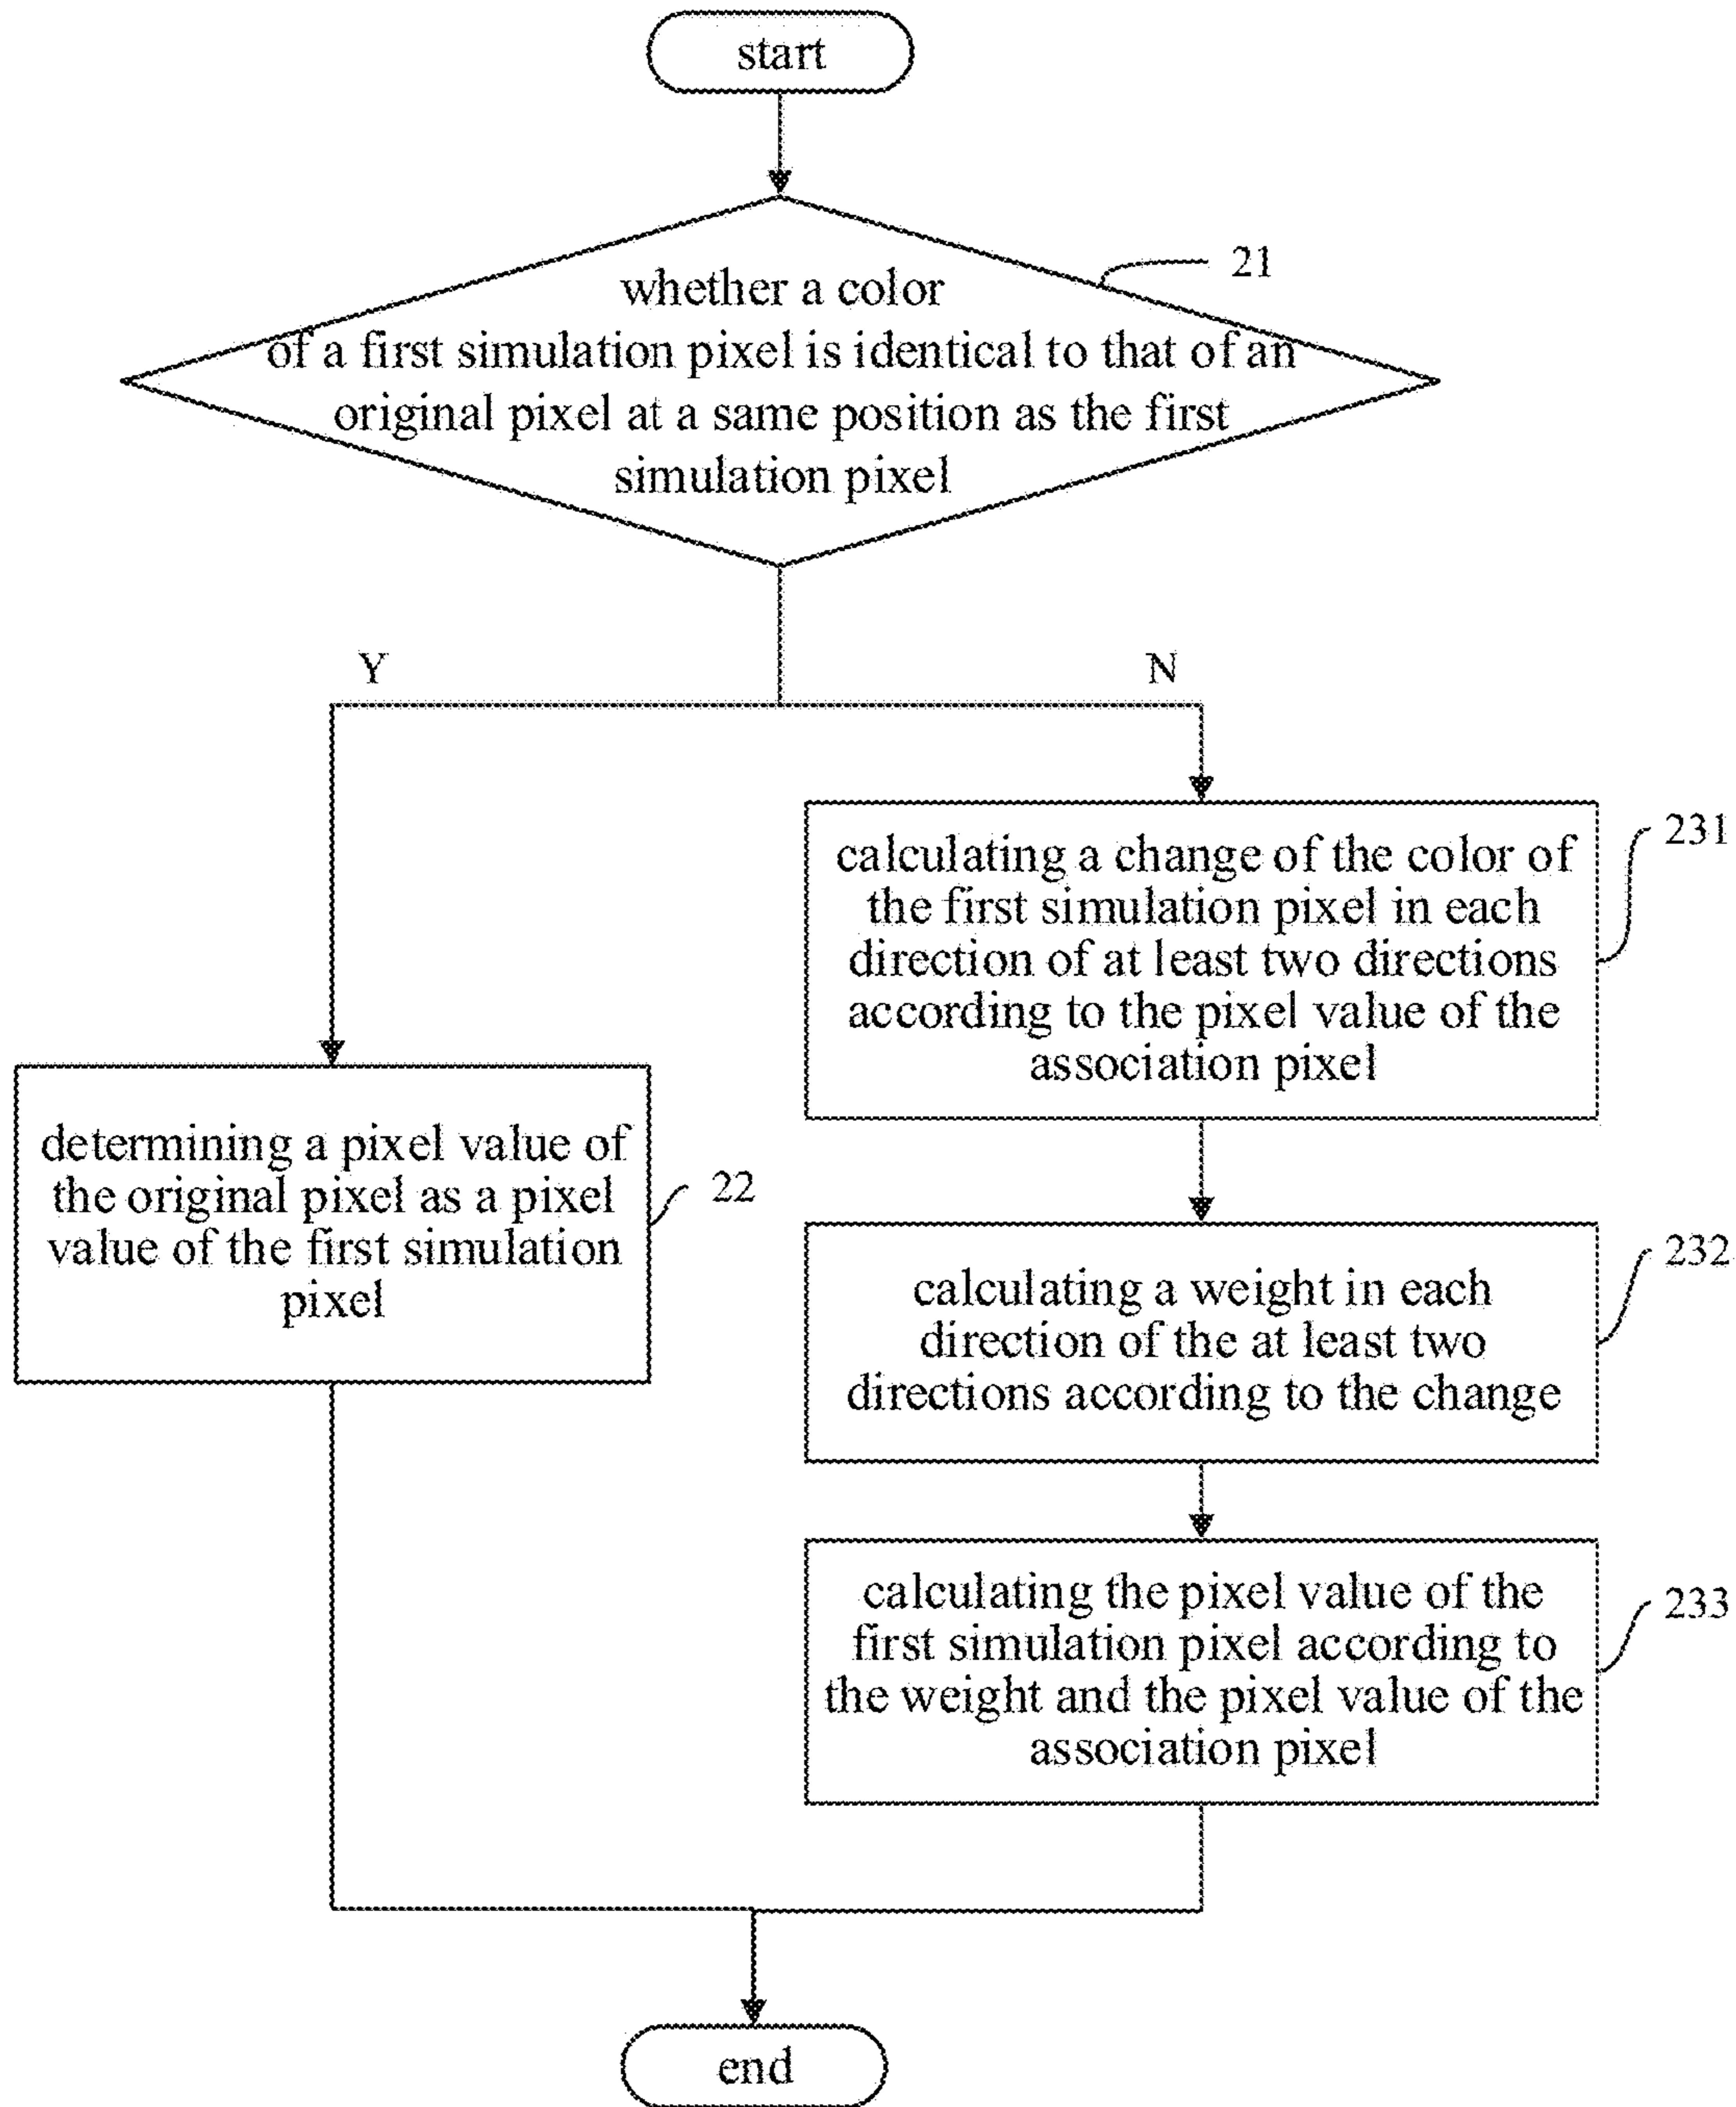 start
whether a color
of a first simulation pixel is identical to that of an
original pixel at a same position as the first
simulation pixel
21
Y
N
calculating a change of the color of
the first simulation pixel in each
direction of at least two directions
according to the pixel value of the
association pixel
231
determining a pixel value of
the original pixel as a pixel
value of the first simulation
pixel
22
calculating a weight in each
direction of the at least two
directions according to the change
232
calculating the pixel value of the
first simulation pixel according to
the weight and the pixel value of the
association pixel
233
end